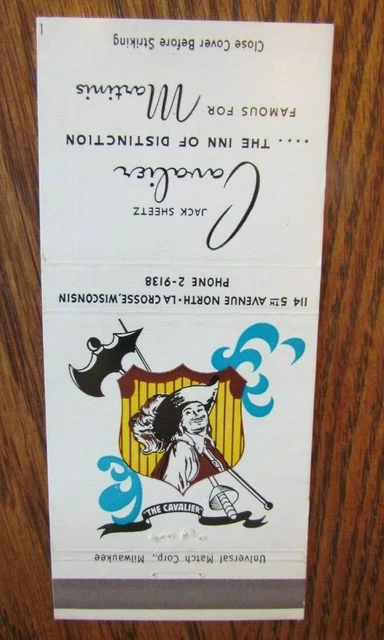 Close Cover Before Striking
FAMOUS FOR Martinis
.... THE INN OF DISTINCTION
Cavalier
JACK SHEETZ
114 5TH AVENUE NORTH • LA CROSSE, WISCONSIN
PHONE 2-9138
"THE CAVALIER"
Universal Match Corp., Milwaukee